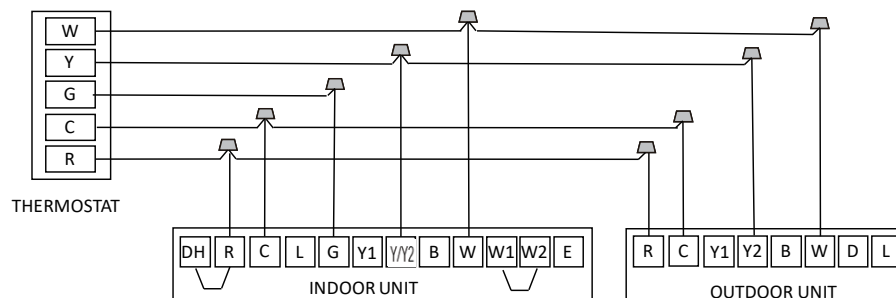 W
Y
G
C
R
THERMOSTAT
DH R C L G Y1 Y/Y2 B W W1 W2 E
INDOOR UNIT
R C Y1 Y2 B W D L
OUTDOOR UNIT